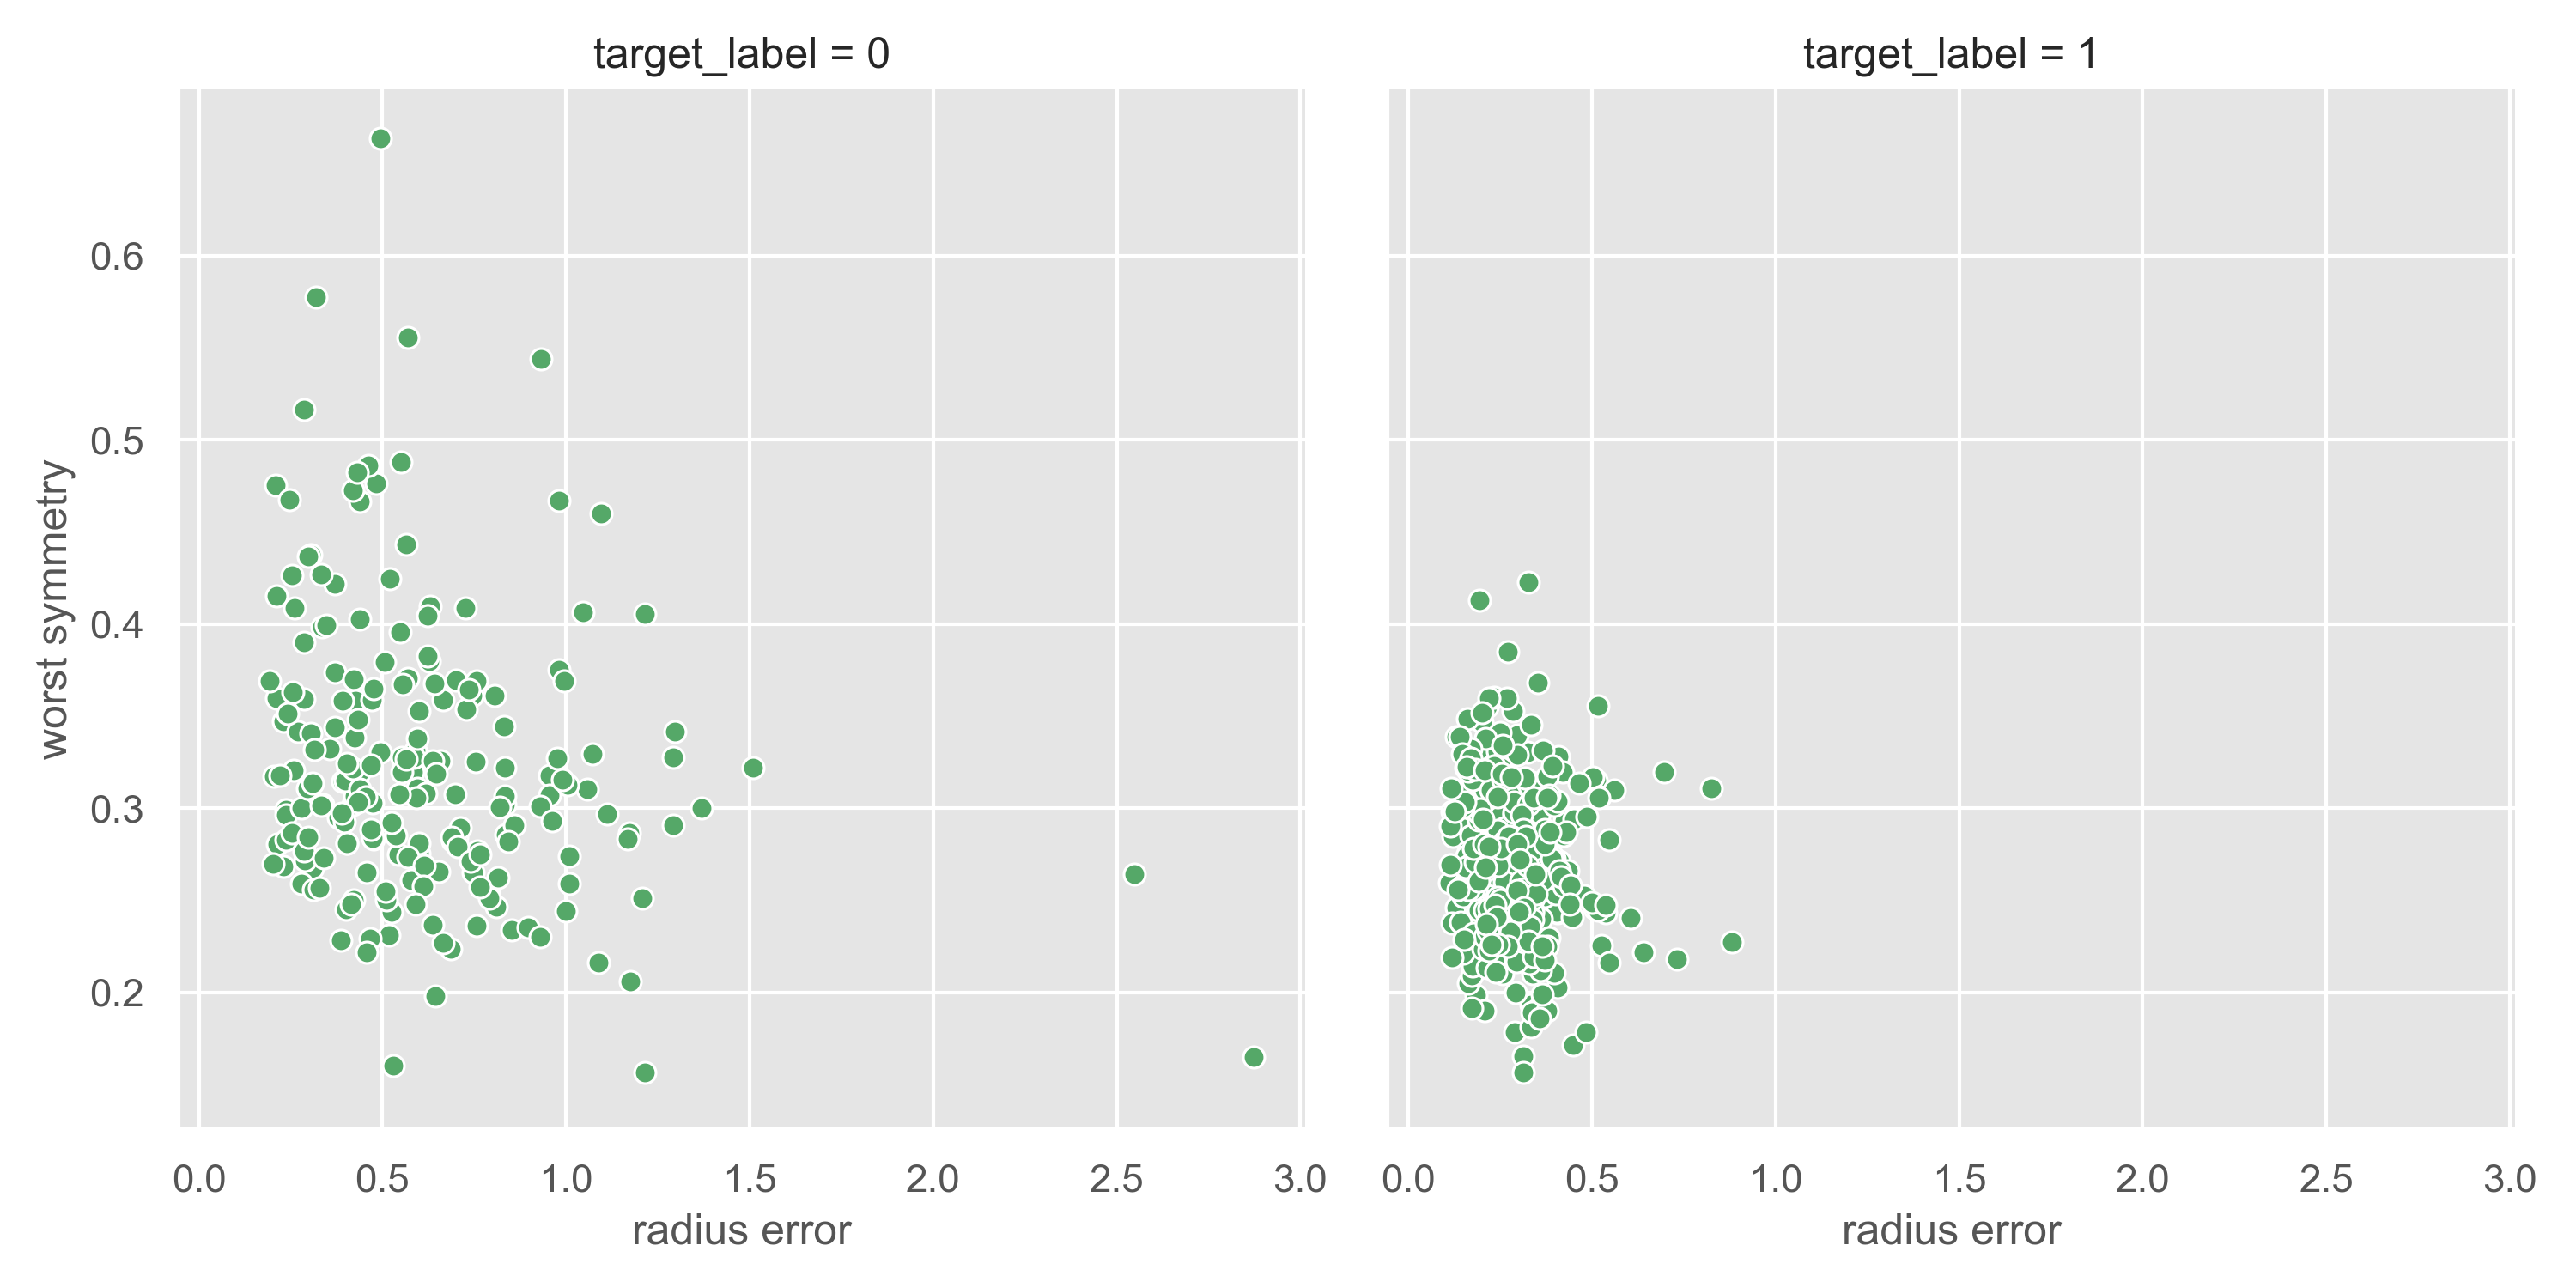 target_label = 0
target_label = 1
worst symmetry
0.6
0.5
0.4
0.3
0.2
0.0 0.5 1.0 1.5 2.0 2.5 3.0
0.0 0.5 1.0 1.5 2.0 2.5 3.0
radius error
radius error